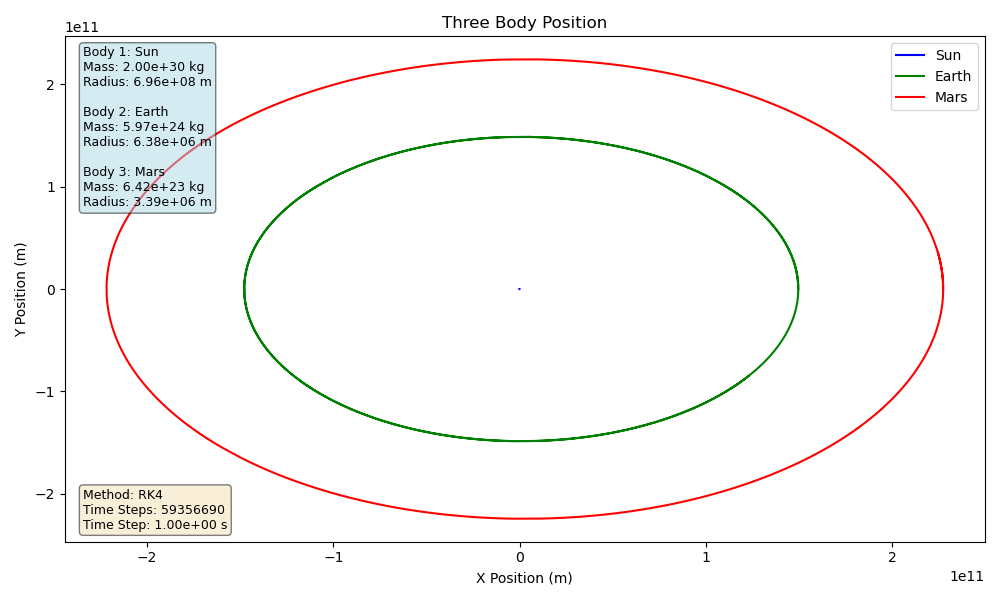 Three Body Position
1e11
Body 1: Sun
Mass: 2.00e+30 kg
Radius: 6.96e+08 m
Body 2: Earth
Mass: 5.97e+24 kg
Radius: 6.38e+06 m
Body 3: Mars
Mass: 6.42e+23 kg
Radius: 3.39e+06 m
Sun
Earth
Mars
2
1
0
−1
−2
Y Position (m)
Method: RK4
Time Steps: 59356690
Time Step: 1.00e+00 s
−2 −1 0 1 2
1e11
X Position (m)